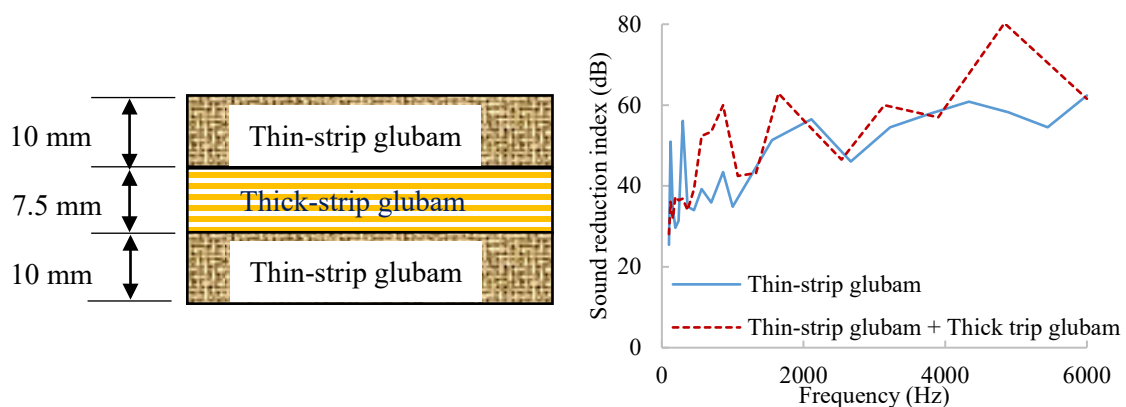 10 mm
Thin-strip glubam
7.5 mm
Thick-strip glubam
10 mm
Thin-strip glubam
Sound reduction index (dB)
80
60
40
20
0
Thin-strip glubam
Thin-strip glubam + Thick trip glubam
0
2000
4000
6000
Frequency (Hz)